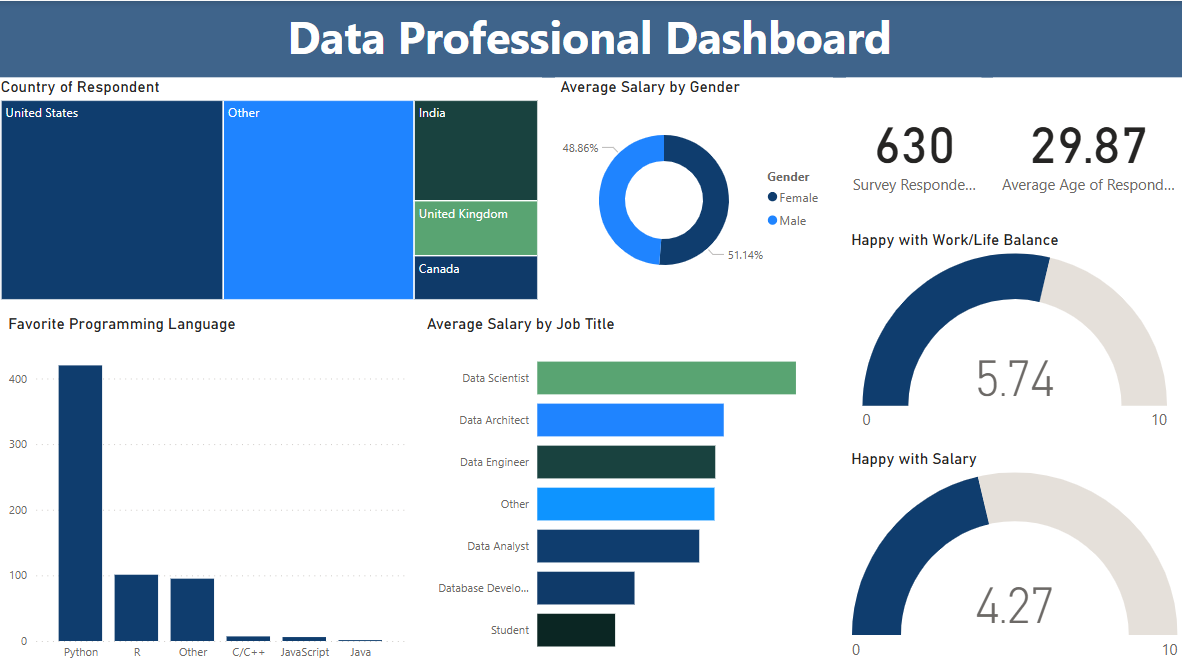 Data Professional Dashboard
Country of Respondent
United States
Other
India
United Kingdom
Canada
Average Salary by Gender
48.86%
51.14%
Gender
Female
Male
630
Survey Responde...
29.87
Average Age of Respond...
Happy with Work/Life Balance
5.74
0
10
Happy with Salary
4.27
0
10
Favorite Programming Language
400
300
200
100
0
Python
R
Other
C/C++
JavaScript
Java
Average Salary by Job Title
Data Scientist
Data Architect
Data Engineer
Other
Data Analyst
Database Develo...
Student